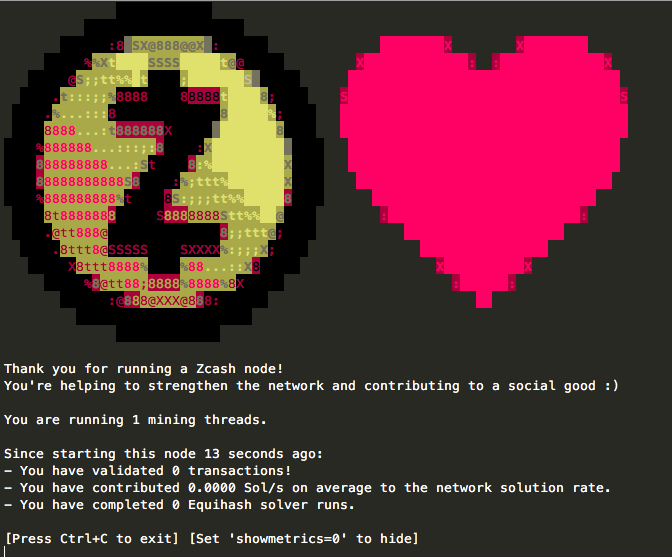 Thank you for running a Zcash node!
You're helping to strengthen the network and contributing to a social good :)
You are running 1 mining threads.
Since starting this node 13 seconds ago:
- You have validated 0 transactions!
- You have contributed 0.0000 Sol/s on average to the network solution rate.
- You have completed 0 Equihash solver runs.
[Press Ctrl+C to exit] [Set 'showmetrics=0' to hide]